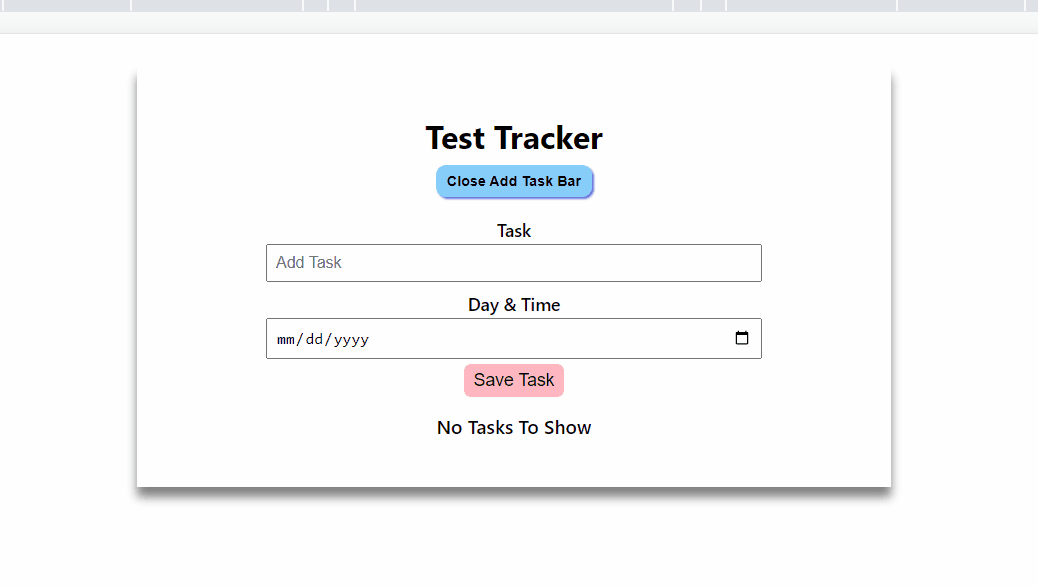 Test Tracker
Close Add Task Bar
Task
Add Task
Day & Time
mm/dd/yyyy
Save Task
No Tasks To Show